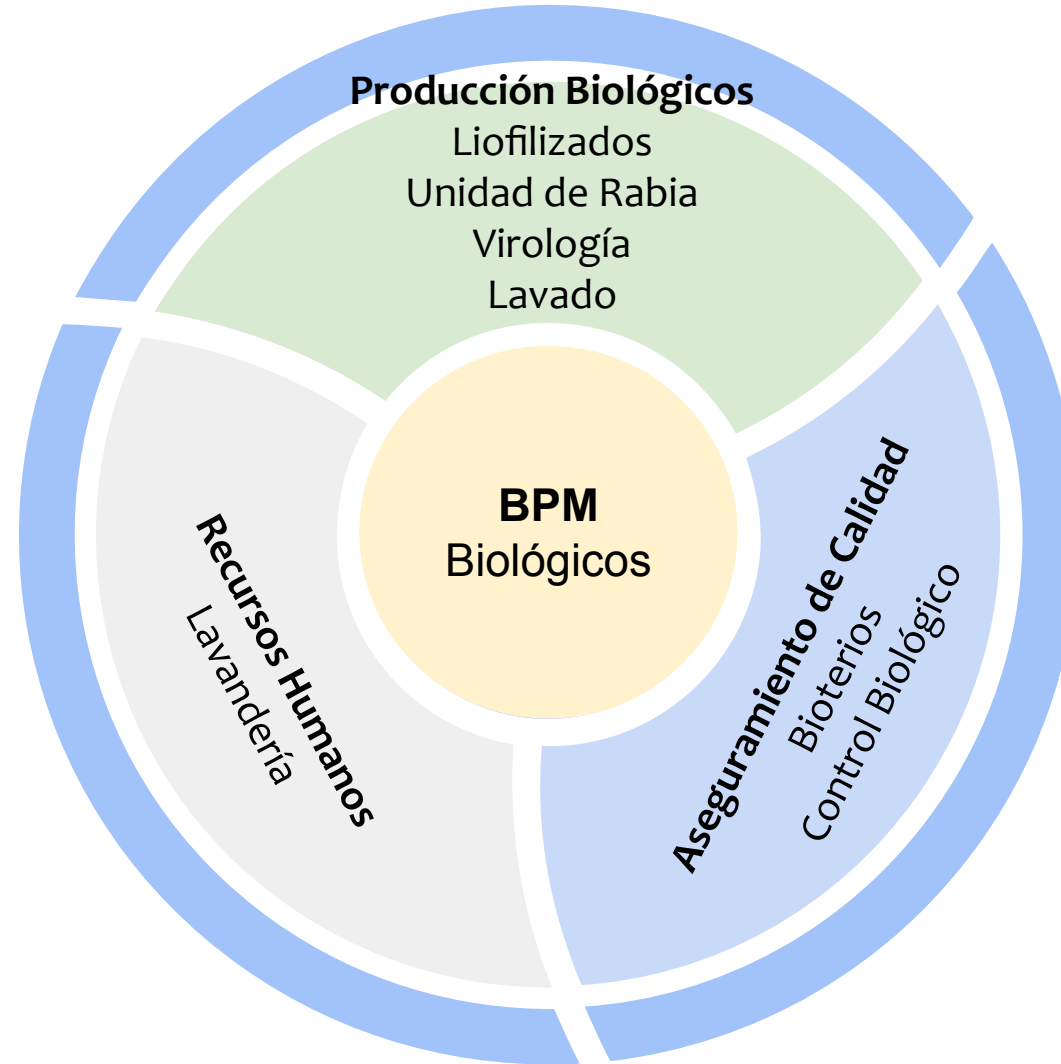 Producción Biológicos
Liofilizados
Unidad de Rabia
Virología
Lavado
BPM
Biológicos
Recursos Humanos
Lavandería
Aseguramiento de Calidad
Bioterios
Control Biológico